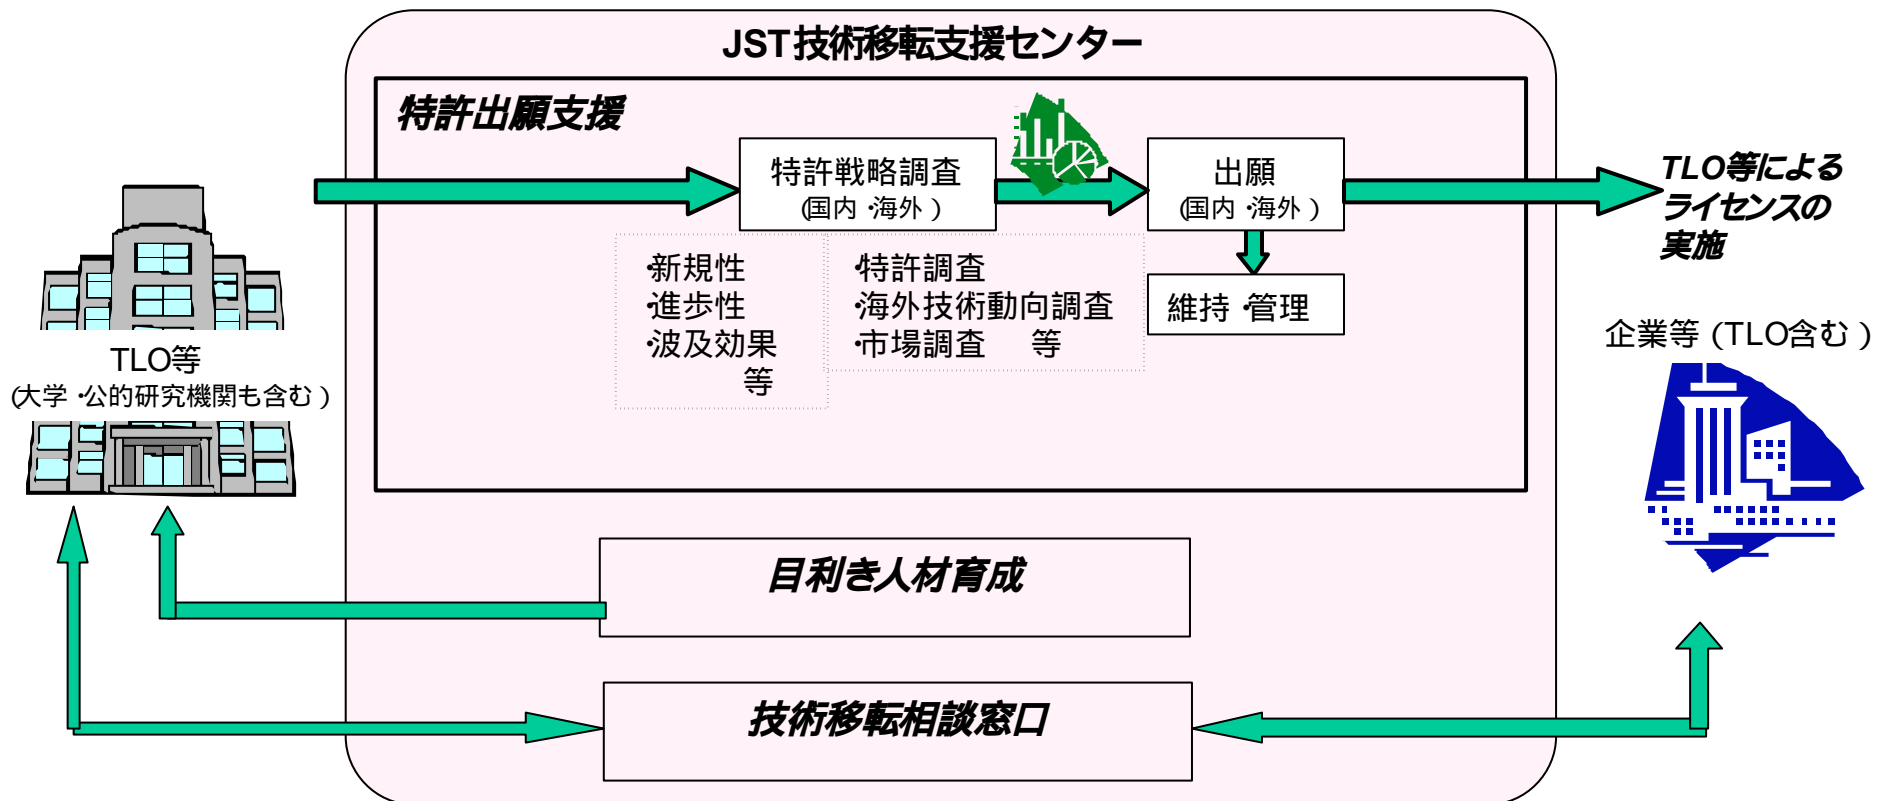 JST技術移転支援センター
特許出願支援
特許戦略調査
(国内・海外)
出願
(国内・海外)
TLO等による
ライセンスの
実施
・新規性
・進歩性
・波及効果
等
・特許調査
・海外技術動向調査
・市場調査 等
維持・管理
TLO等
(大学・公的研究機関も含む)
企業等(TLO含む)
目利き人材育成
技術移転相談窓口